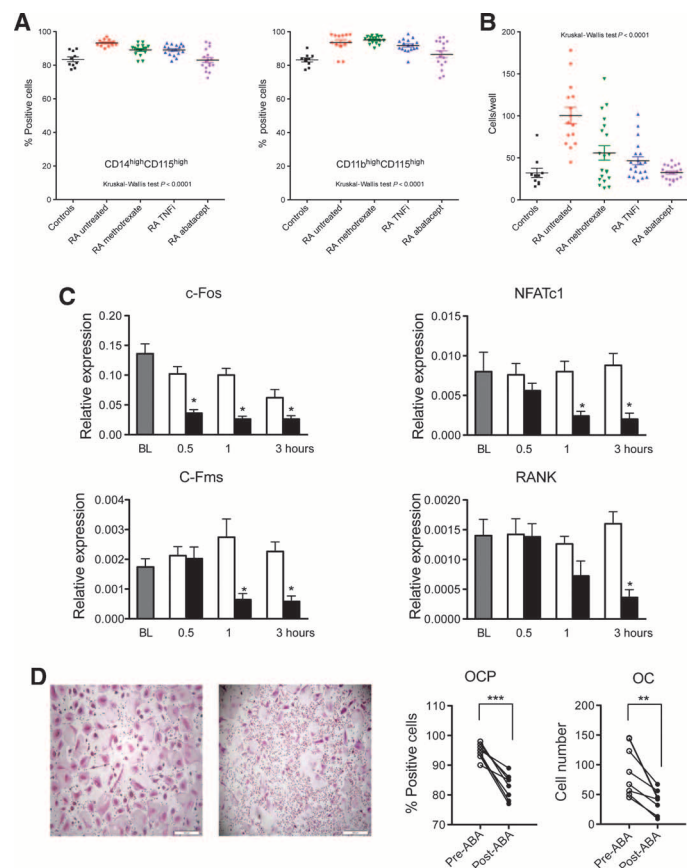 A
% Positive cells
100
80
60
40
20
0
CD14highCD115high
Kruskal-Wallis test P < 0.0001
Controls
RA untreated
RA methotrexate
RA TNFi
RA abatacept
% positive cells
100
80
60
40
20
0
CD11bhighCD115high
Kruskal-Wallis test P < 0.0001
Controls
RA untreated
RA methotrexate
RA TNFi
RA abatacept
B
Kruskal-Wallis test P < 0.0001
Cells/well
200
150
100
50
0
Controls
RA untreated
RA methotrexate
RA TNFi
RA abatacept
C
c-Fos
Relative expression
0.20
0.15
0.10
0.05
0.00
* * *
BL 0.5 1 3 hours
NFATc1
Relative expression
0.015
0.010
0.005
0.000
* *
BL 0.5 1 3 hours
C-Fms
Relative expression
0.004
0.003
0.002
0.001
0.000
* *
BL 0.5 1 3 hours
RANK
Relative expression
0.0020
0.0015
0.0010
0.0005
0.0000
*
BL 0.5 1 3 hours
D
OCP
***
% Positive cells
100
90
80
70
Pre-ABA
Post-ABA
OC
**
Cell number
200
150
100
50
0
Pre-ABA
Post-ABA